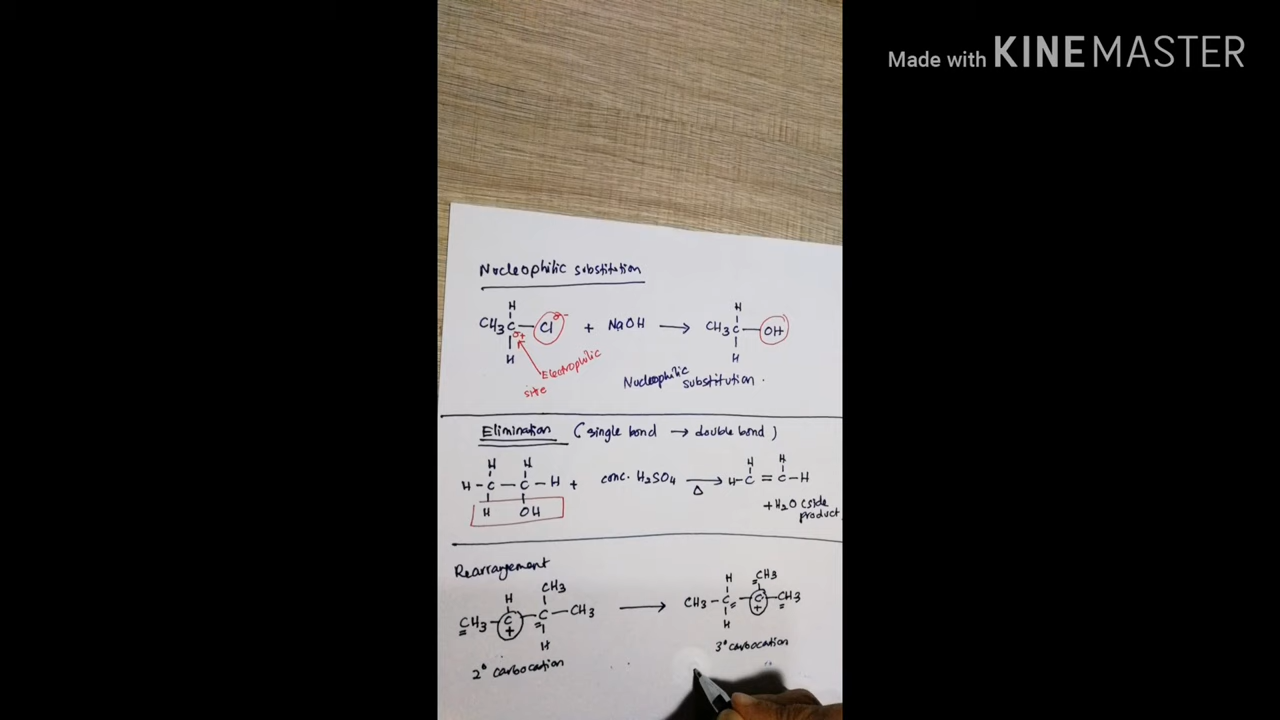 Made with KINEMASTER
Nucleophilic substitution
H H
CH3 C — Cl δ- + NaOH → CH3 C — OH
δ+
H H
Electrophilic
site
Nucleophilic
substitution.
Elimination (single bond → double bond)
H H H H
H - C — C - H + conc. H2SO4 → H - C = C - H
Δ
H OH
+ H2O (side
product
Rearrangement
CH3 CH3
H H
CH3 - C - C — CH3 → CH3 - C - C - CH3
+ +
H H
2° carbocation 3° carbocation